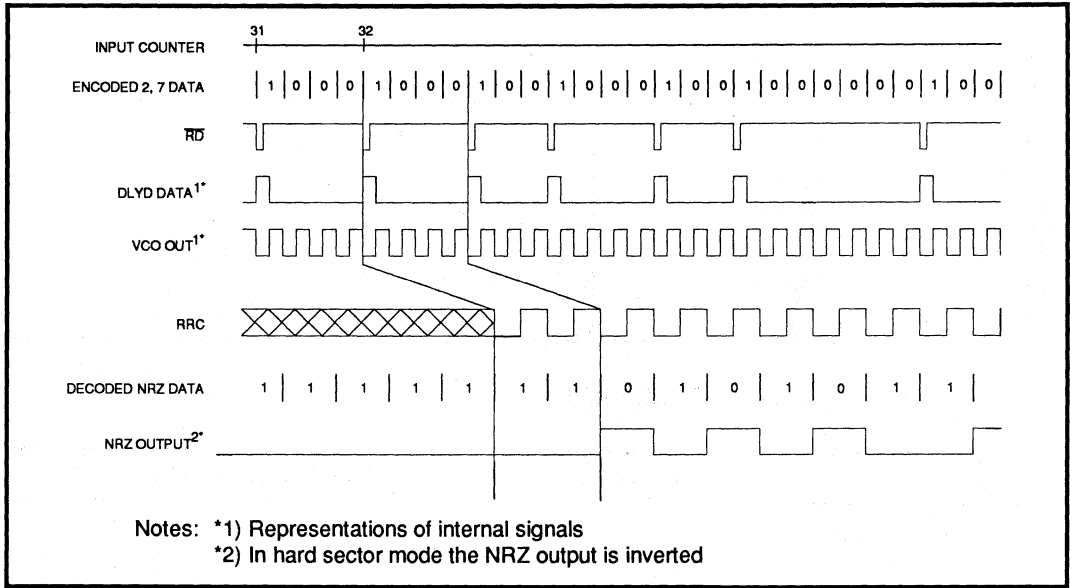 31 32
INPUT COUNTER
ENCODED 2, 7 DATA | 1 | 0 | 0 | 0 | 1 | 0 | 0 | 0 | 1 | 0 | 0 | 1 | 0 | 0 | 0 | 1 | 0 | 0 | 1 | 0 | 0 | 0 | 0 | 0 | 0 | 1 | 0 | 0 |
RD
DLYD DATA1*
VCO OUT1*
RRC
DECODED NRZ DATA 1 | 1 | 1 | 1 | 1 | 1 | 1 | 0 | 1 | 0 | 1 | 0 | 1 | 1 |
NRZ OUTPUT2*
Notes: *1) Representations of internal signals
*2) In hard sector mode the NRZ output is inverted